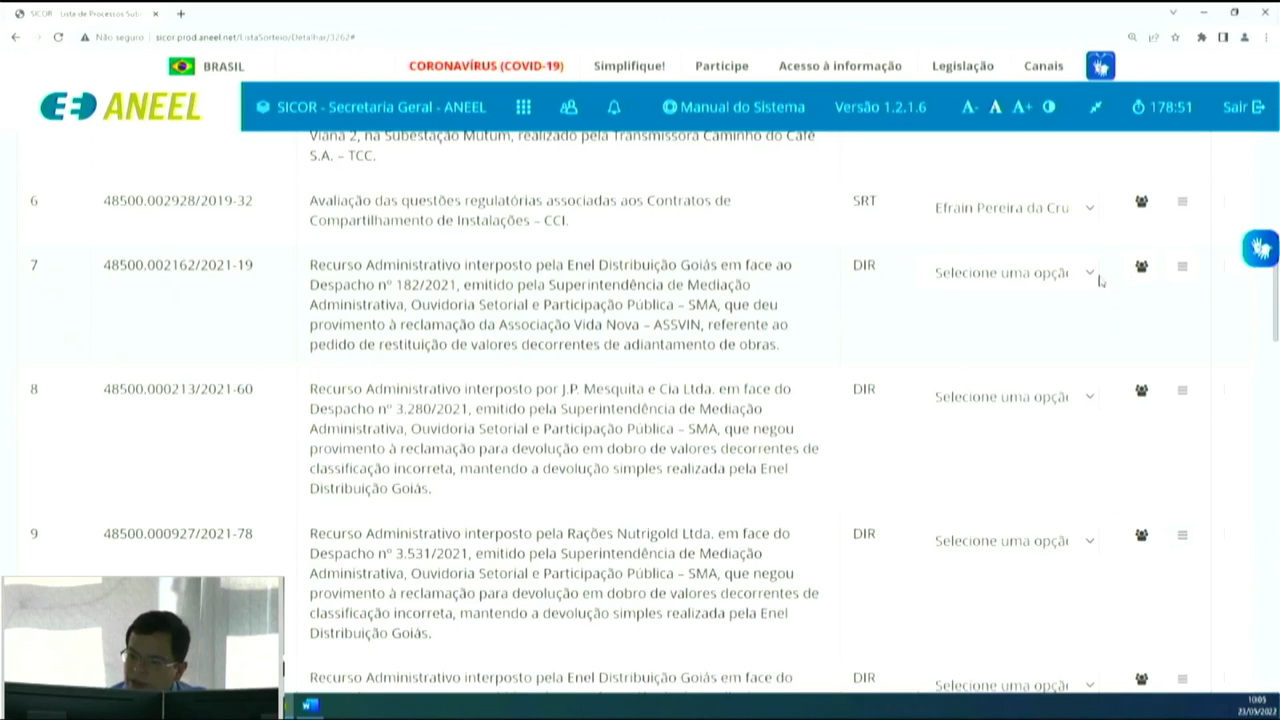 SICOR - Lista de Processos Sub
Não seguro
sicor.prod.aneel.net/ListaSorteio/Detalhar/3262#
BRASIL
CORONAVÍRUS (COVID-19)
Simplifique!
Participe
Acesso à informação
Legislação
Canais
ANEEL
SICOR - Secretaria Geral - ANEEL
Manual do Sistema
Versão 1.2.1.6
A-
A
A+
178:51
Sair
Viana 2, na Subestação Mutum, realizado pela Transmissora Caminho do Café
S.A. – TCC.
6
48500.002928/2019-32
Avaliação das questões regulatórias associadas aos Contratos de
Compartilhamento de Instalações – CCI.
SRT
Efrain Pereira da Cru
7
48500.002162/2021-19
Recurso Administrativo interposto pela Enel Distribuição Goiás em face ao
Despacho nº 182/2021, emitido pela Superintendência de Mediação
Administrativa, Ouvidoria Setorial e Participação Pública – SMA, que deu
provimento à reclamação da Associação Vida Nova – ASSVIN, referente ao
pedido de restituição de valores decorrentes de adiantamento de obras.
DIR
Selecione uma opçã
8
48500.000213/2021-60
Recurso Administrativo interposto por J.P. Mesquita e Cia Ltda. em face do
Despacho nº 3.280/2021, emitido pela Superintendência de Mediação
Administrativa, Ouvidoria Setorial e Participação Pública – SMA, que negou
provimento à reclamação para devolução em dobro de valores decorrentes de
classificação incorreta, mantendo a devolução simples realizada pela Enel
Distribuição Goiás.
DIR
Selecione uma opçã
9
48500.000927/2021-78
Recurso Administrativo interposto pela Rações Nutrigold Ltda. em face do
Despacho nº 3.531/2021, emitido pela Superintendência de Mediação
Administrativa, Ouvidoria Setorial e Participação Pública – SMA, que negou
provimento à reclamação para devolução em dobro de valores decorrentes de
classificação incorreta, mantendo a devolução simples realizada pela Enel
Distribuição Goiás.
DIR
Selecione uma opçã
Recurso Administrativo interposto pela Enel Distribuição Goiás em face do
DIR
Selecione uma opçã
10:05
23/05/2022